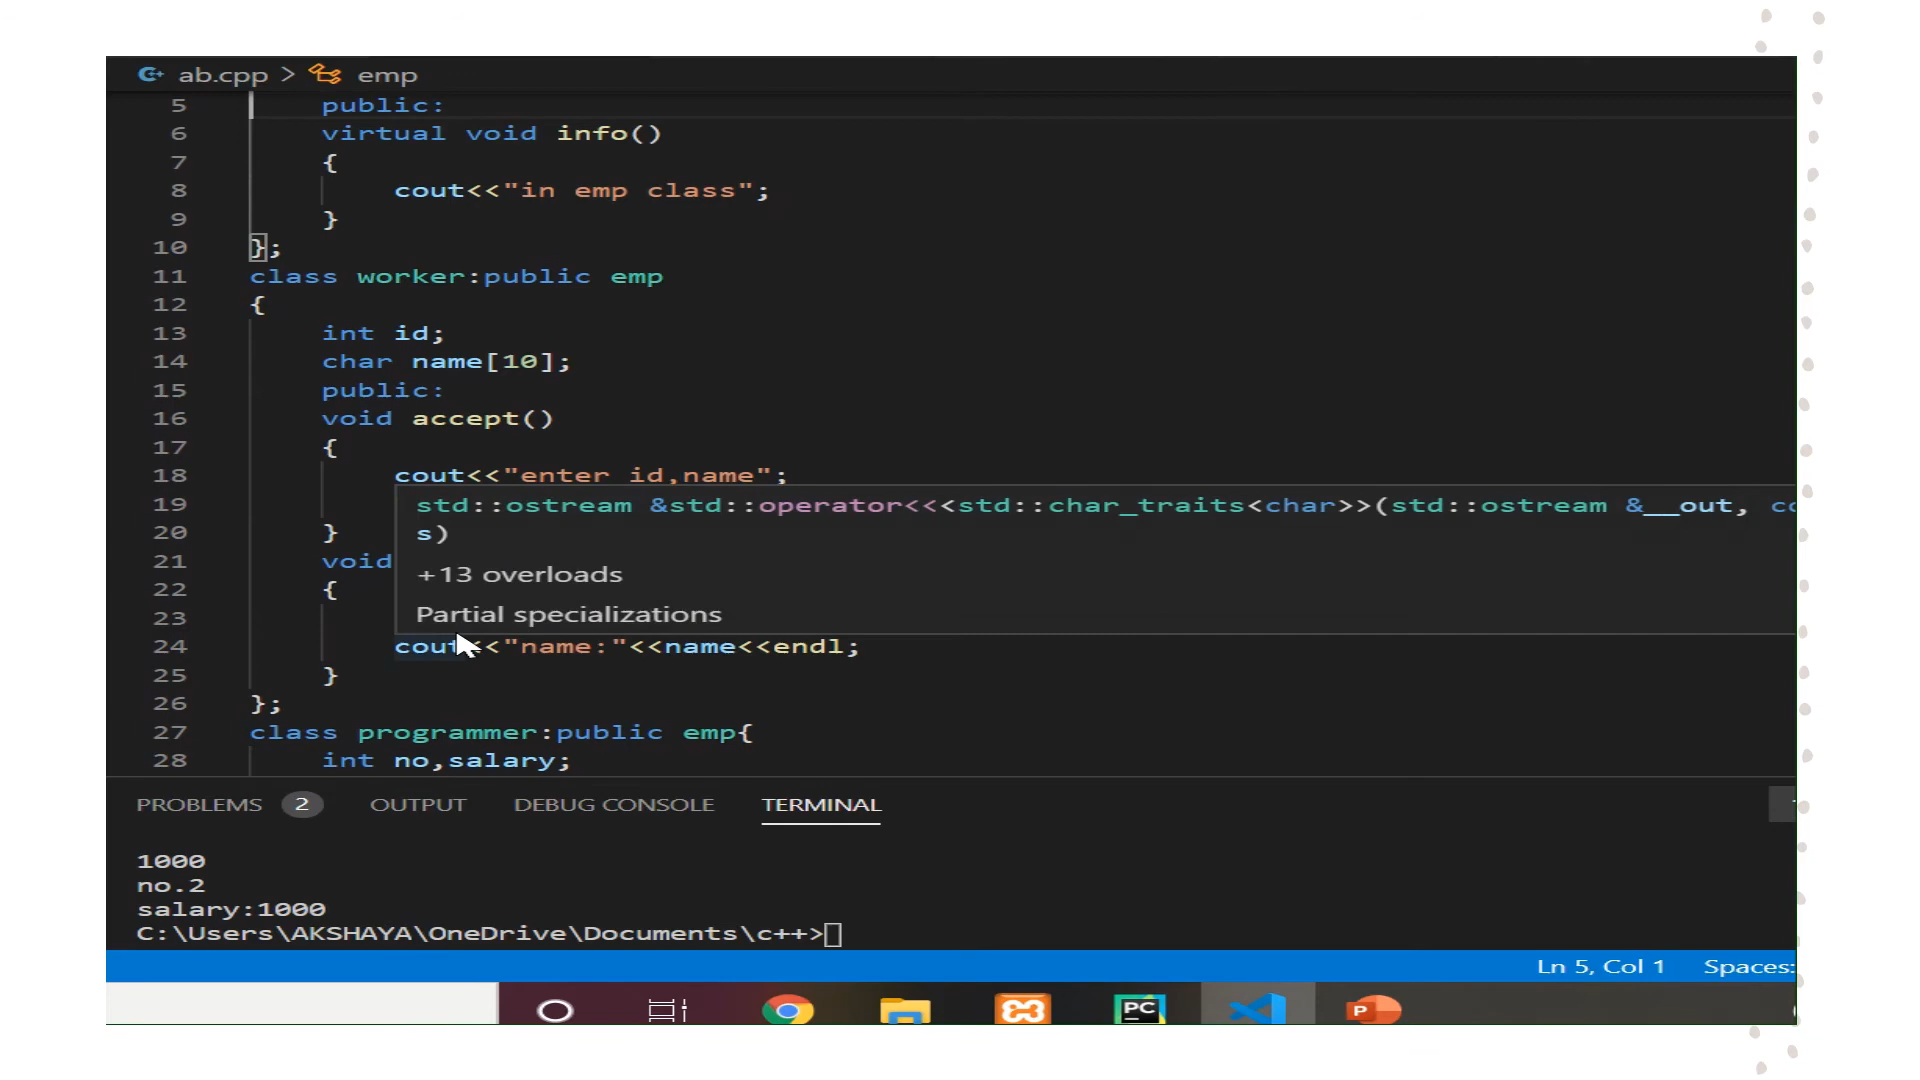 ab.cpp > emp
5 public:
6 virtual void info()
7 {
8 cout<<"in emp class";
9 }
10 };
11 class worker:public emp
12 {
13 int id;
14 char name[10];
15 public:
16 void accept()
17 {
18 cout<<"enter id,name";
19
std::ostream &std::operator<<<std::char_traits<char>>(std::ostream &__out,
s)
20 }
21 void
+13 overloads
22 {
23
Partial specializations
24 cout<<"name:"<<name<<endl;
25 }
26 };
27 class programmer:public emp{
28 int no,salary;
PROBLEMS 2 OUTPUT DEBUG CONSOLE TERMINAL
1000
no.2
salary:1000
C:\Users\AKSHAYA\OneDrive\Documents\c++>
Ln 5, Col 1 Spaces:
PC
P